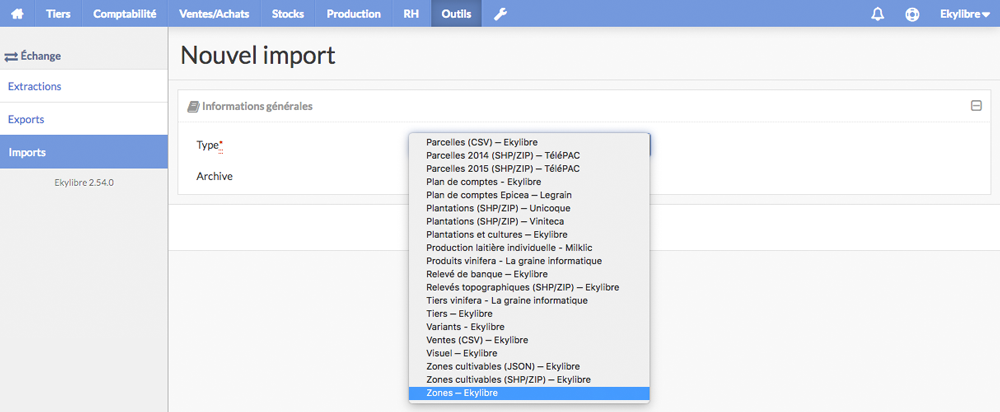 Tiers Comptabilité Ventes/Achats Stocks Production RH Outils Ekylibre
Échange
Extractions
Exports
Imports
Ekylibre 2.54.0
Nouvel import
Informations générales
Type*
Archive
Parcelles (CSV) — Ekylibre
Parcelles 2014 (SHP/ZIP) — TéléPAC
Parcelles 2015 (SHP/ZIP) — TéléPAC
Plan de comptes - Ekylibre
Plan de comptes Epicea — Legrain
Plantations (SHP/ZIP) — Unicoque
Plantations (SHP/ZIP) — Viniteca
Plantations et cultures — Ekylibre
Production laitière individuelle - Milklic
Produits vinifera - La graine informatique
Relevé de banque — Ekylibre
Relevés topographiques (SHP/ZIP) — Ekylibre
Tiers vinifera - La graine informatique
Tiers — Ekylibre
Variants - Ekylibre
Ventes (CSV) — Ekylibre
Visuel — Ekylibre
Zones cultivables (JSON) — Ekylibre
Zones cultivables (SHP/ZIP) — Ekylibre
Zones — Ekylibre